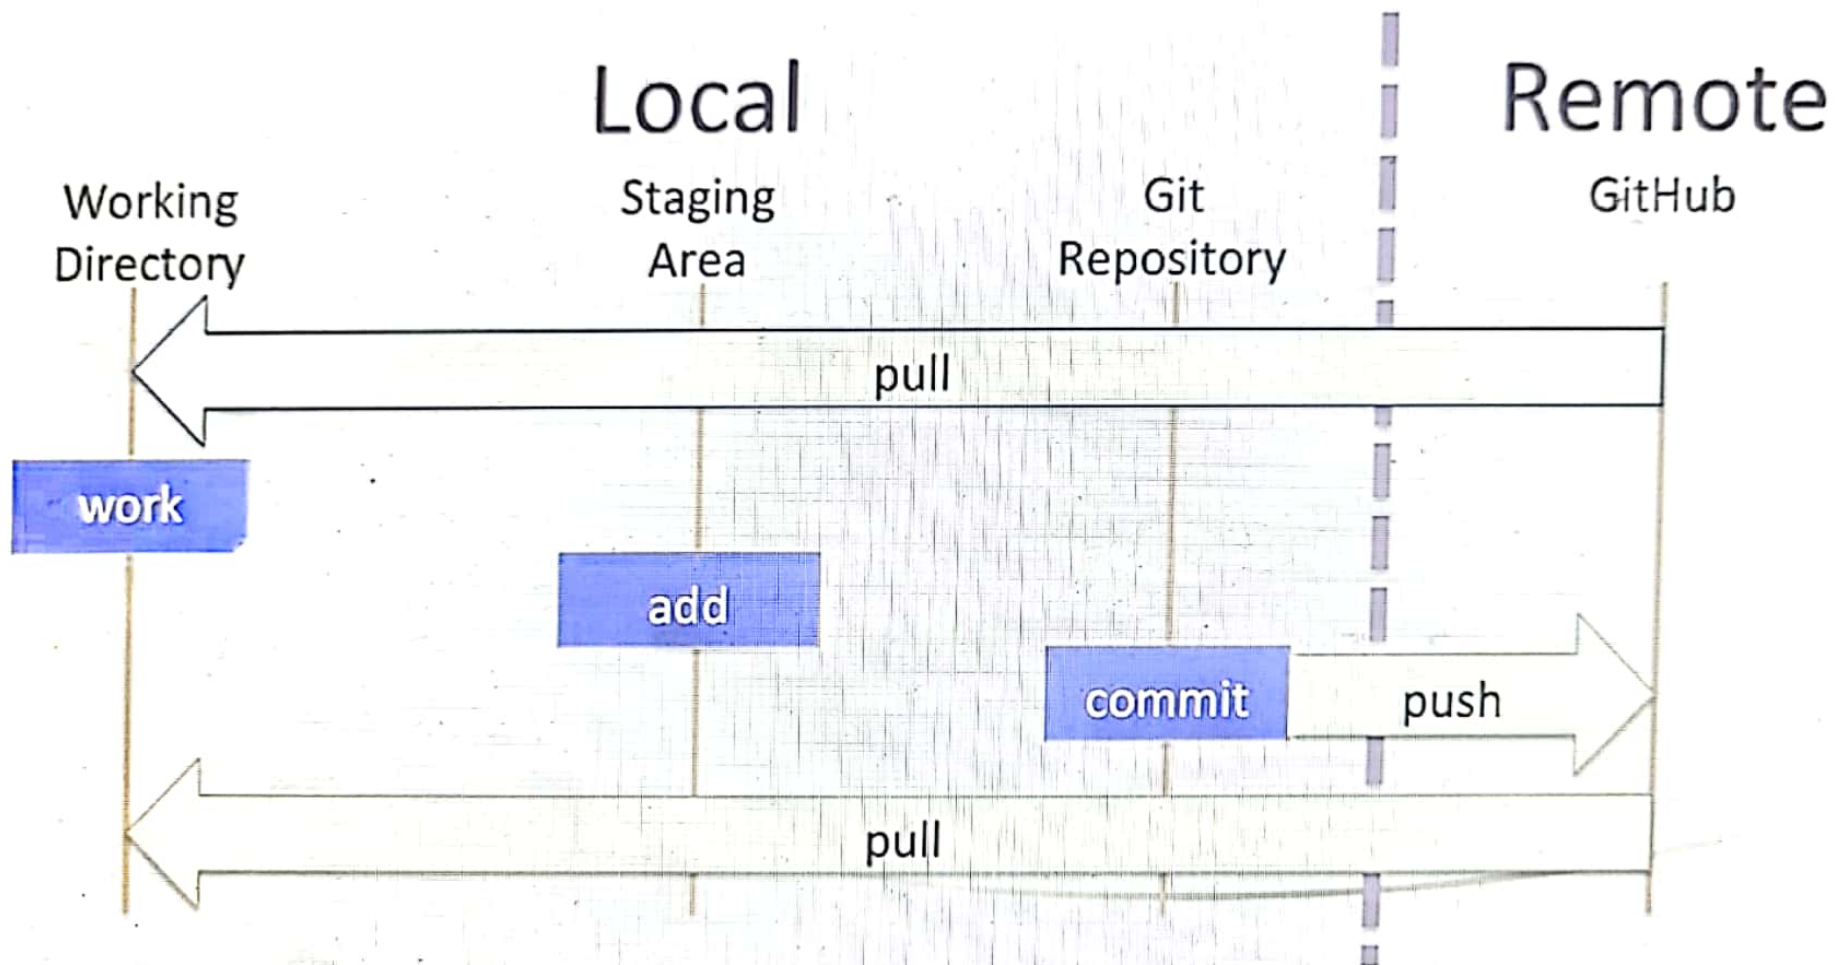 Local
Remote
Working
Directory
Staging
Area
Git
Repository
GitHub
pull
work
add
commit
push
pull